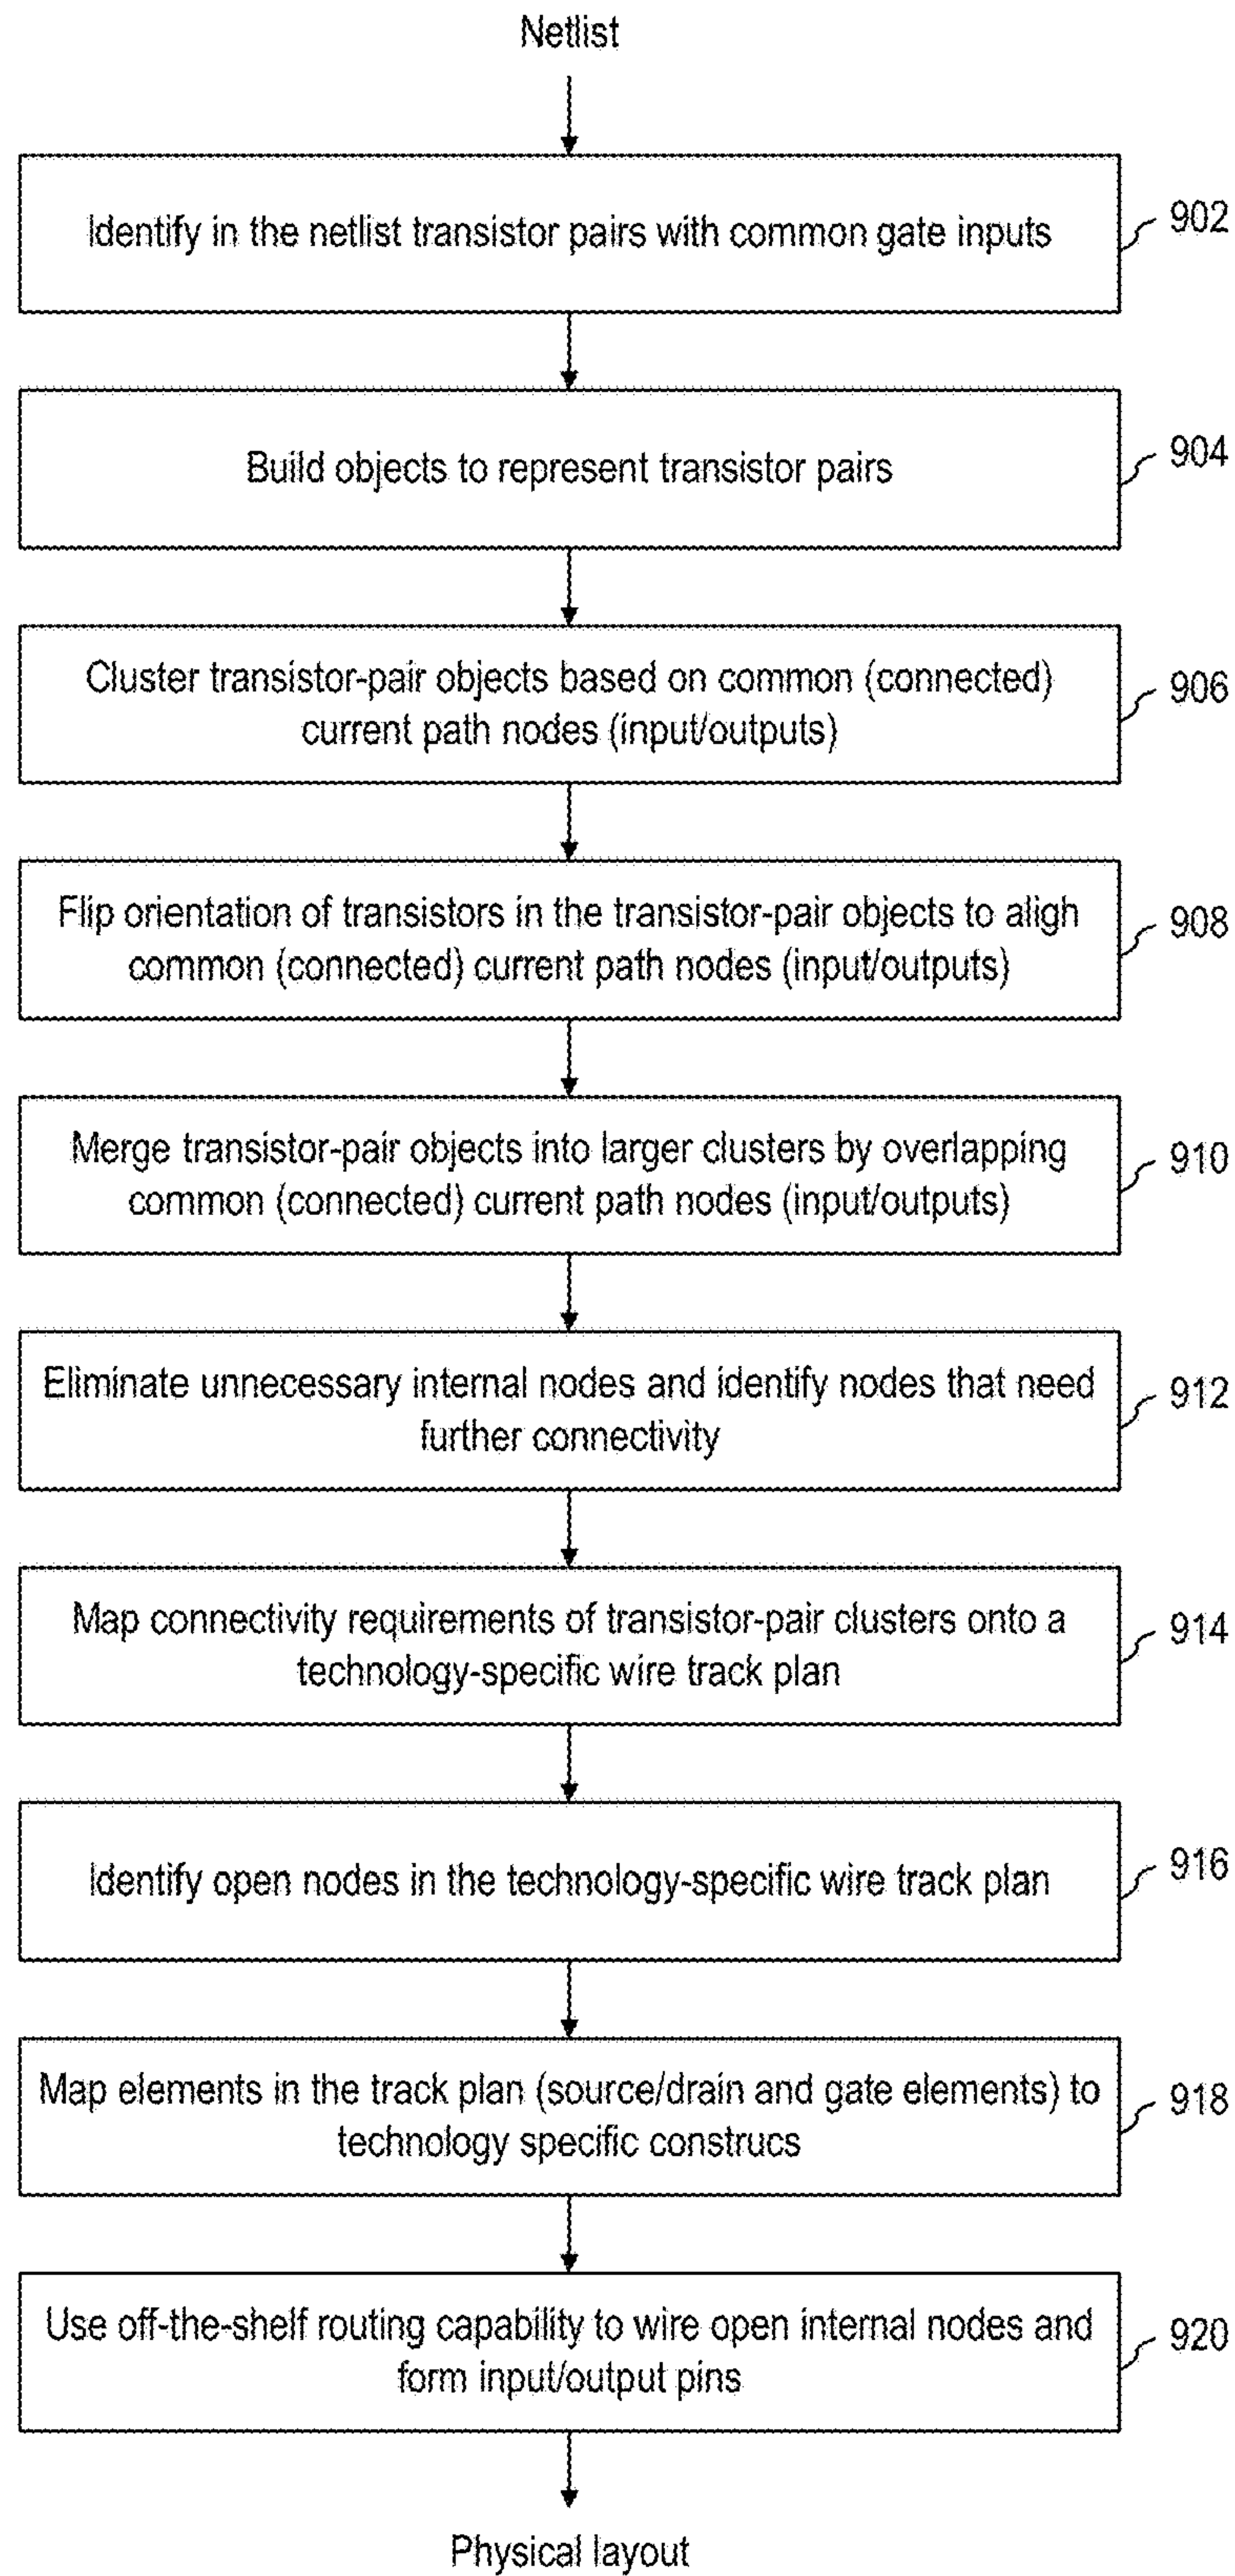 Netlist
Identify in the netlist transistor pairs with common gate inputs
902
Build objects to represent transistor pairs
904
Cluster transistor-pair objects based on common (connected)
current path nodes (input/outputs)
906
Flip orientation of transistors in the transistor-pair objects to aligh
common (connected) current path nodes (input/outputs)
908
Merge transistor-pair objects into larger clusters by overlapping
common (connected) current path nodes (input/outputs)
910
Eliminate unnecessary internal nodes and identify nodes that need
further connectivity
912
Map connectivity requirements of transistor-pair clusters onto a
technology-specific wire track plan
914
Identify open nodes in the technology-specific wire track plan
916
Map elements in the track plan (source/drain and gate elements) to
technology specific construcs
918
Use off-the-shelf routing capability to wire open internal nodes and
form input/output pins
920
Physical layout